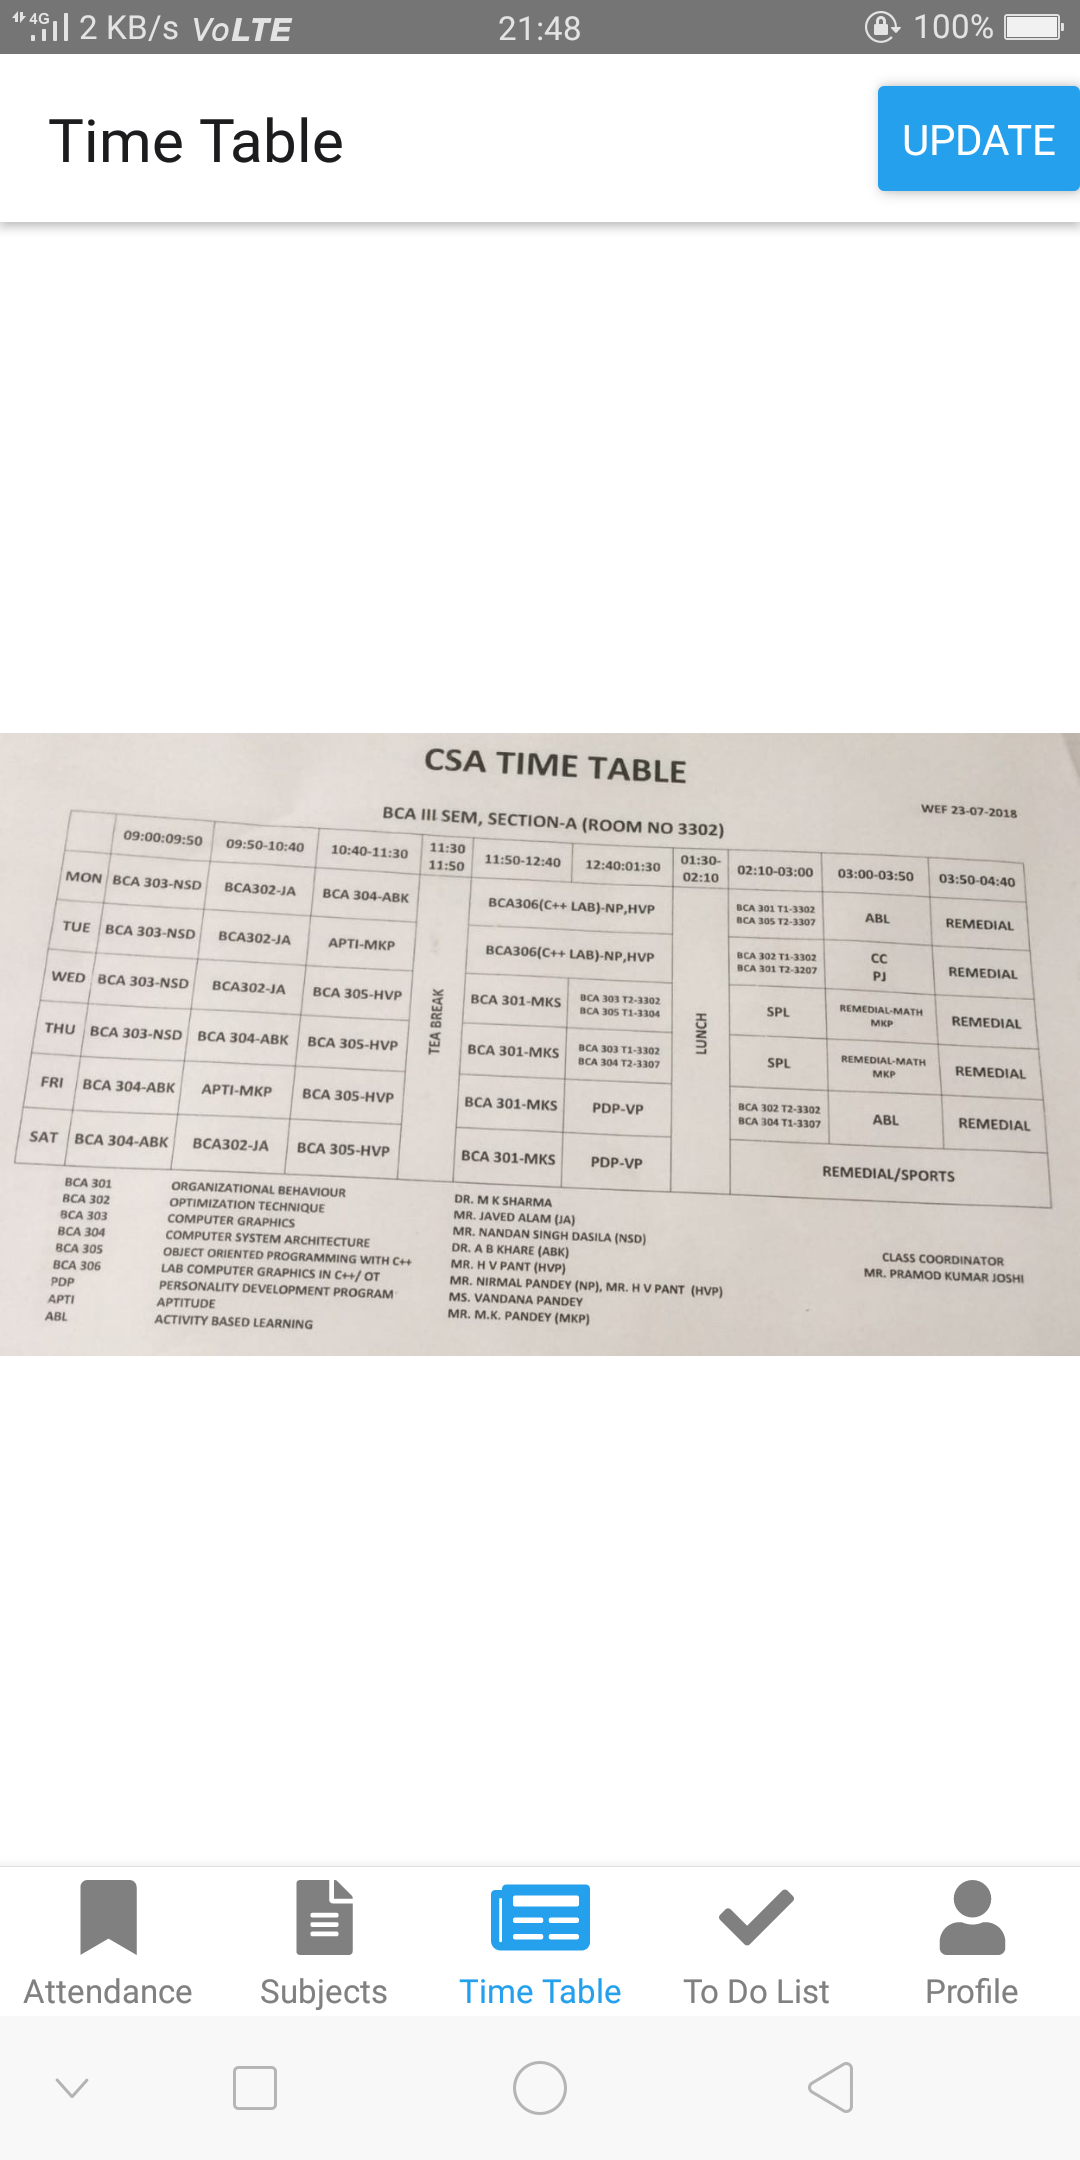 4G 2 KB/s VoLTE 21:48 100%
Time Table
UPDATE
CSA TIME TABLE
BCA III SEM, SECTION-A (ROOM NO 3302)
WEF 23-07-2018
09:00:09:50 09:50-10:40 10:40-11:30 11:30 11:50 11:50-12:40 12:40:01:30 01:30-02:10 02:10-03:00 03:00-03:50 03:50-04:40
MON BCA 303-NSD BCA302-JA BCA 304-ABK BCA306(C++ LAB)-NP,HVP BCA 301 T1-3302 BCA 305 T2-3307 ABL REMEDIAL
TUE BCA 303-NSD BCA302-JA APTI-MKP BCA306(C++ LAB)-NP,HVP BCA 302 T1-3302 BCA 301 T2-3207 CC PJ REMEDIAL
WED BCA 303-NSD BCA302-JA BCA 305-HVP BCA 301-MKS BCA 303 T2-3302 BCA 305 T1-3304 SPL REMEDIAL-MATH MKP REMEDIAL
THU BCA 303-NSD BCA 304-ABK BCA 305-HVP BCA 301-MKS BCA 303 T1-3302 BCA 304 T2-3307 SPL REMEDIAL-MATH MKP REMEDIAL
FRI BCA 304-ABK APTI-MKP BCA 305-HVP BCA 301-MKS PDP-VP BCA 302 T2-3302 BCA 304 T1-3307 ABL REMEDIAL
SAT BCA 304-ABK BCA302-JA BCA 305-HVP BCA 301-MKS PDP-VP REMEDIAL/SPORTS
TEA BREAK
LUNCH
BCA 301 ORGANIZATIONAL BEHAVIOUR DR. M K SHARMA
BCA 302 OPTIMIZATION TECHNIQUE MR. JAVED ALAM (JA)
BCA 303 COMPUTER GRAPHICS MR. NANDAN SINGH DASILA (NSD)
BCA 304 COMPUTER SYSTEM ARCHITECTURE DR. A B KHARE (ABK)
BCA 305 OBJECT ORIENTED PROGRAMMING WITH C++ MR. H V PANT (HVP)
BCA 306 LAB COMPUTER GRAPHICS IN C++/ OT MR. NIRMAL PANDEY (NP), MR. H V PANT (HVP)
PDP PERSONALITY DEVELOPMENT PROGRAM MS. VANDANA PANDEY
APTI APTITUDE MR. M.K. PANDEY (MKP)
ABL ACTIVITY BASED LEARNING
CLASS COORDINATOR
MR. PRAMOD KUMAR JOSHI
Attendance Subjects Time Table To Do List Profile